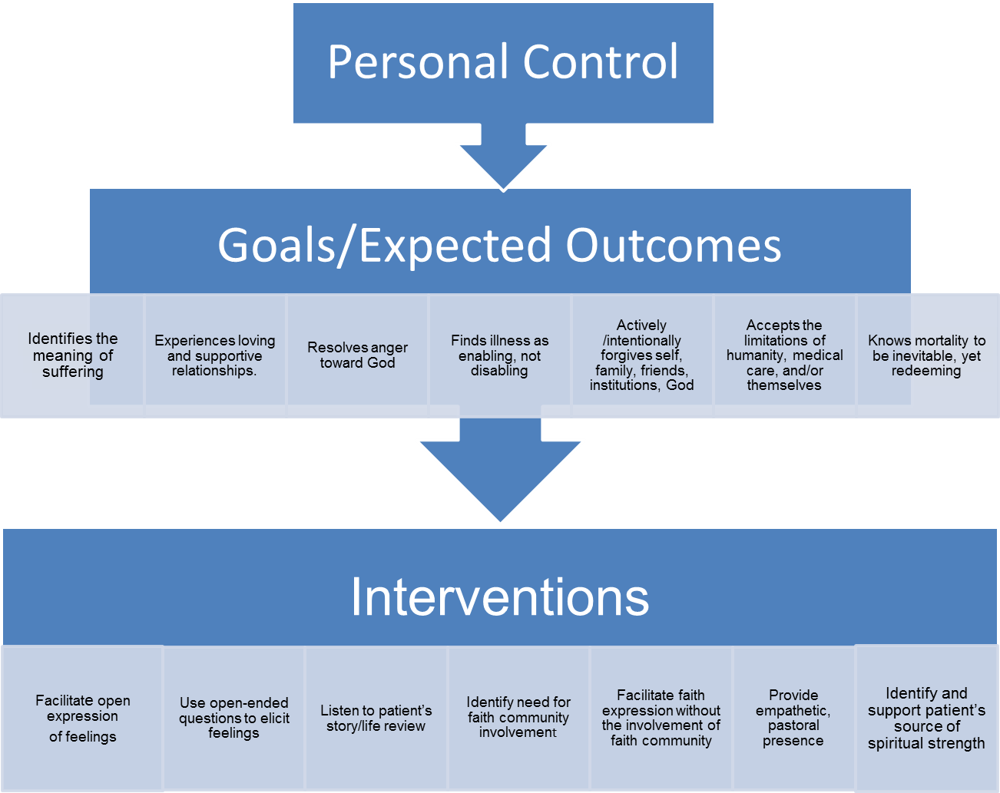 Personal Control
Goals/Expected Outcomes
Identifies the
meaning of
suffering
Experiences loving
and supportive
relationships.
Resolves anger
toward God
Finds illness as
enabling, not
disabling
Actively
/intentionally
forgives self,
family, friends,
institutions, God
Accepts the
limitations of
humanity, medical
care, and/or
themselves
Knows mortality to
be inevitable, yet
redeeming
Interventions
Facilitate open
expression
of feelings
Use open-ended
questions to elicit
feelings
Listen to patient’s
story/life review
Identify need for
faith community
involvement
Facilitate faith
expression without
the involvement of
faith community
Provide
empathetic,
pastoral
presence
Identify and
support patient’s
source of
spiritual strength